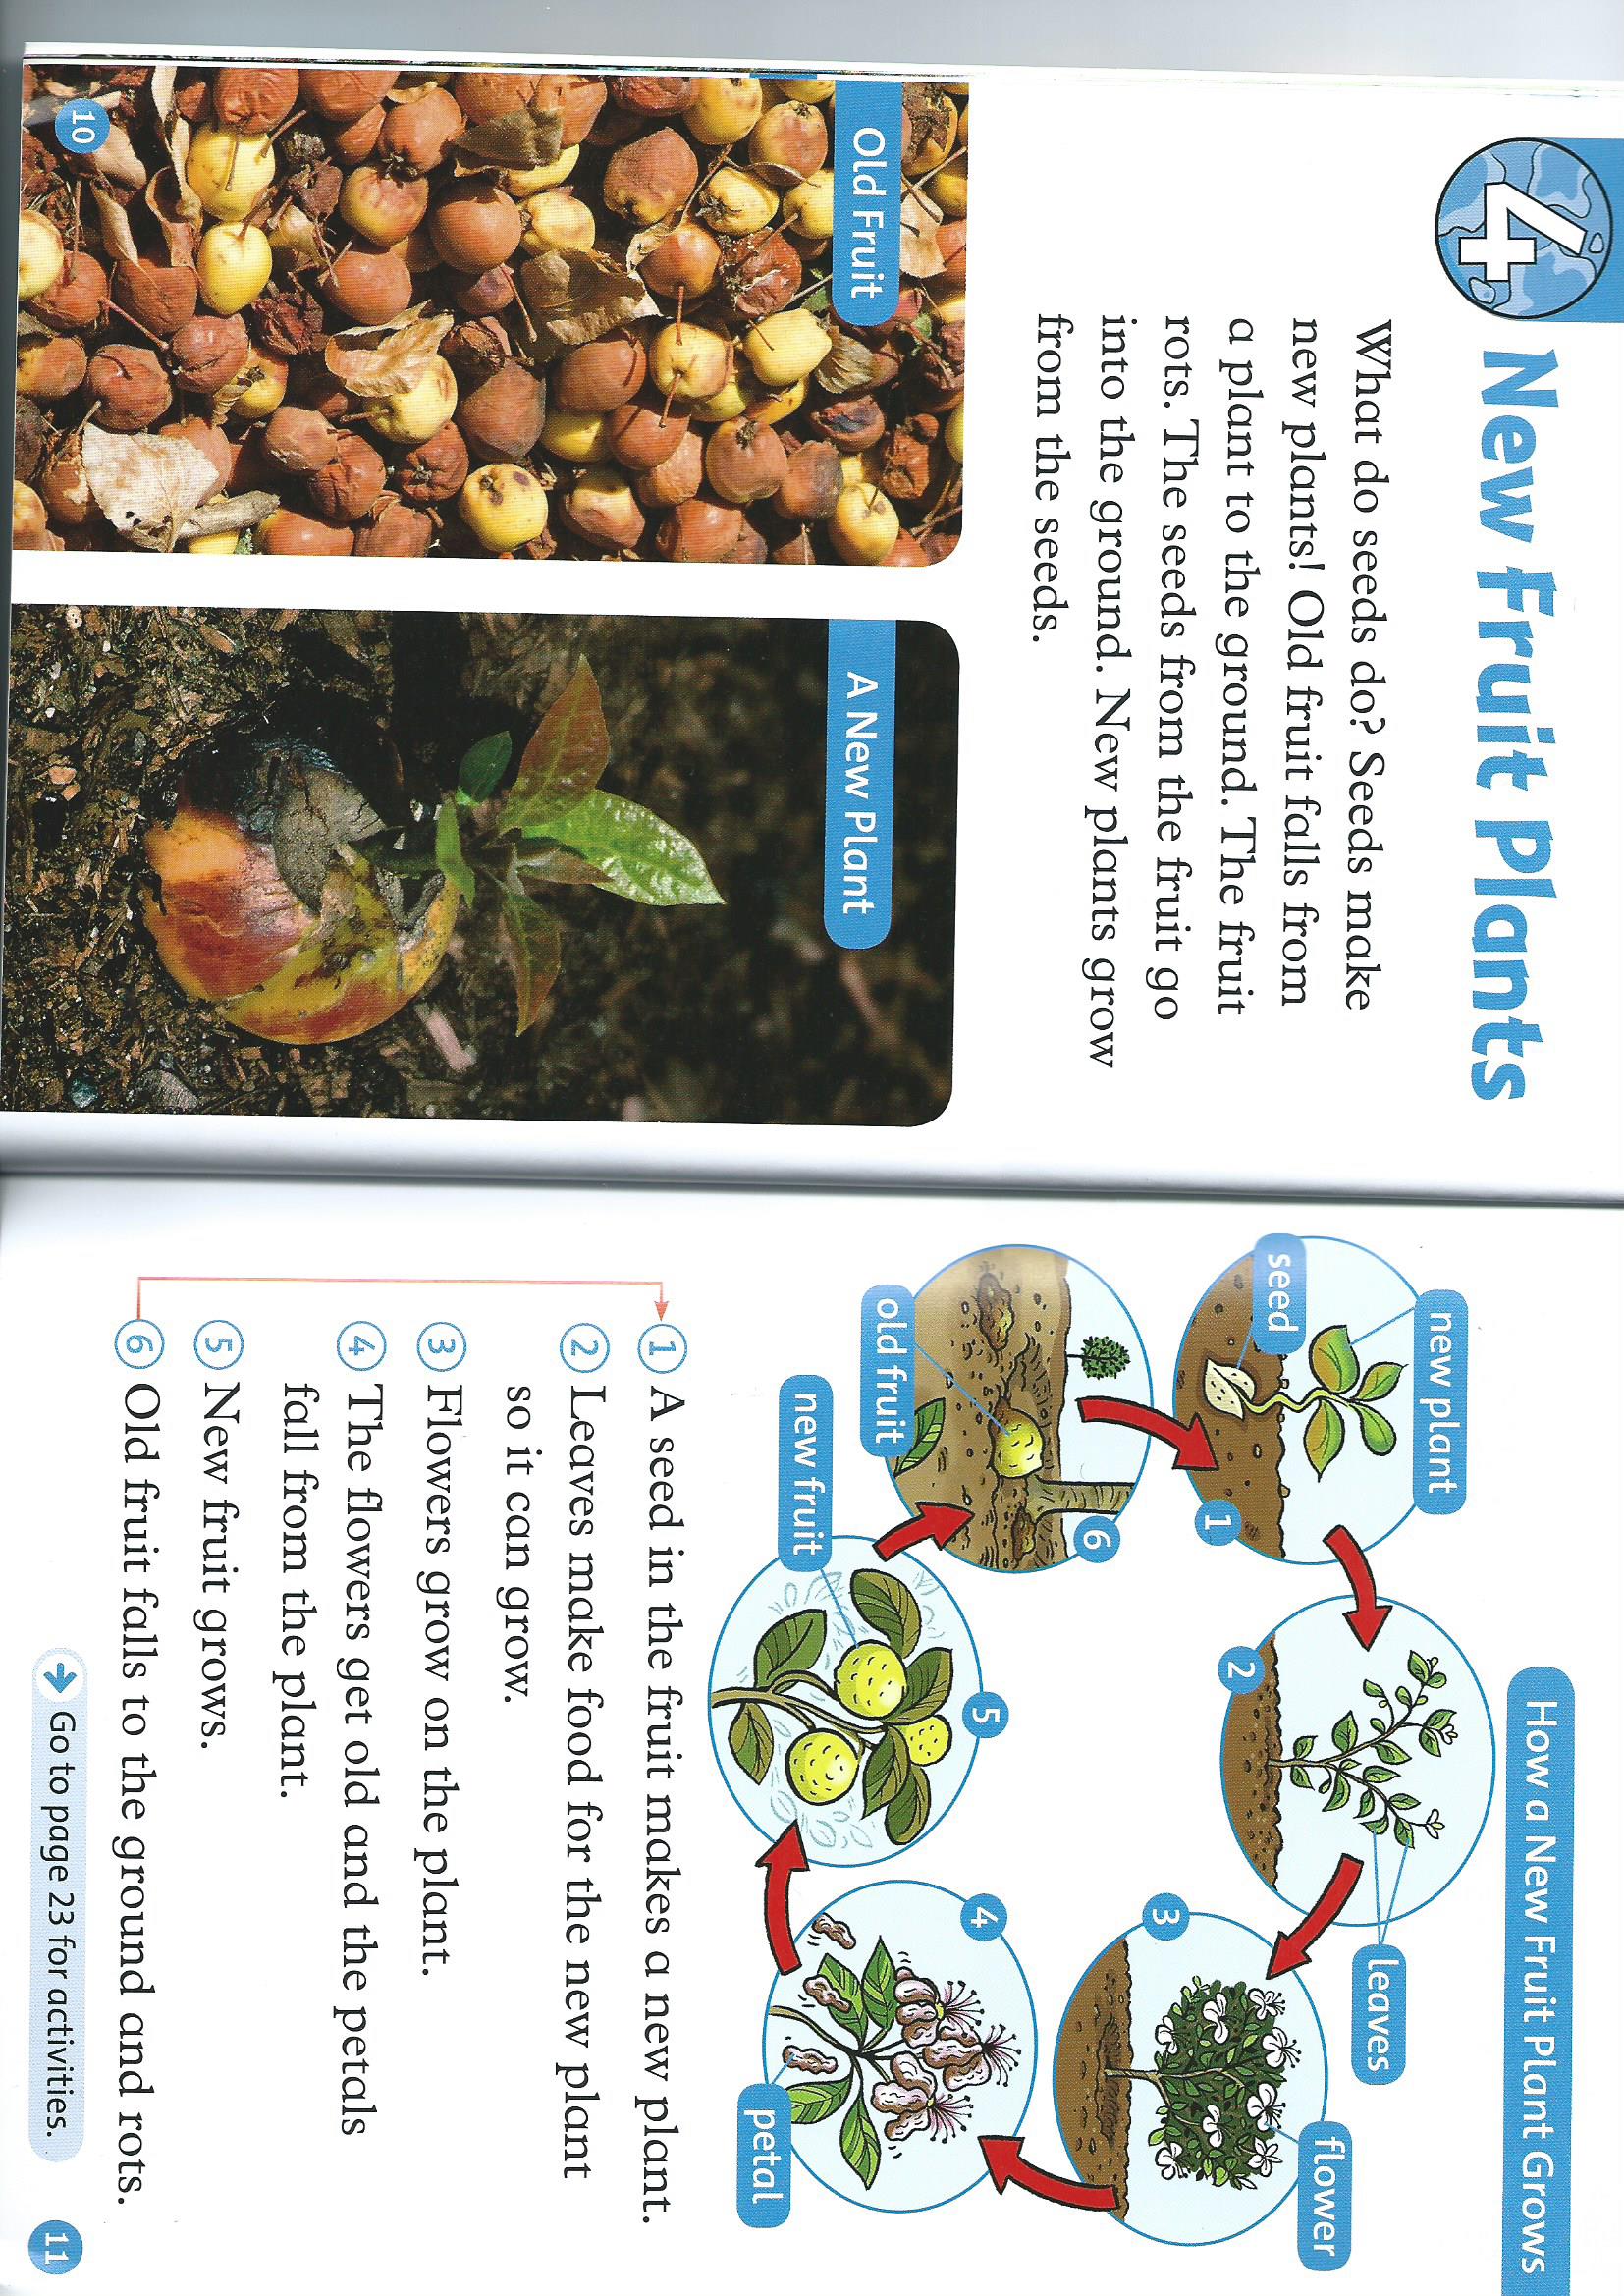 4
New Fruit Plants
What do seeds do? Seeds make
new plants! Old fruit falls from
a plant to the ground. The fruit
rots. The seeds from the fruit go
into the ground. New plants grow
from the seeds.
Old Fruit
A New Plant
10
How a New Fruit Plant Grows
new plant
seed
1
2
leaves
flower
3
4
petal
5
new fruit
6
old fruit
1 A seed in the fruit makes a new plant.
2 Leaves make food for the new plant
so it can grow.
3 Flowers grow on the plant.
4 The flowers get old and the petals
fall from the plant.
5 New fruit grows.
6 Old fruit falls to the ground and rots.
→ Go to page 23 for activities.
11